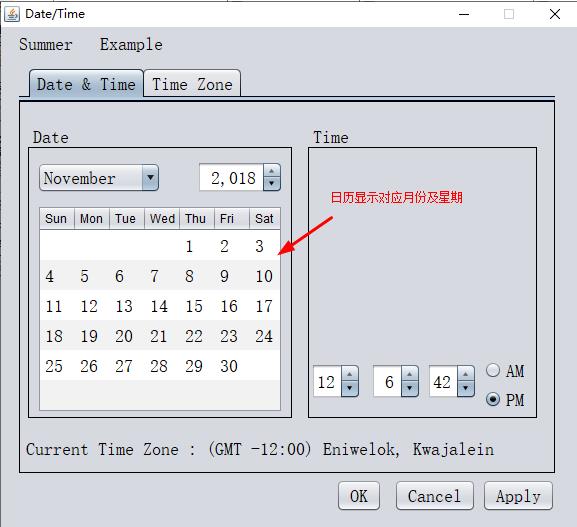 Date/Time
Summer Example
Date & Time Time Zone
Date Time
November 2,018
日历显示对应月份及星期
Sun Mon Tue Wed Thu Fri Sat
1 2 3
4 5 6 7 8 9 10
11 12 13 14 15 16 17
18 19 20 21 22 23 24
25 26 27 28 29 30
12 6 42 AM
PM
Current Time Zone : (GMT -12:00) Eniwelok, Kwajalein
OK Cancel Apply